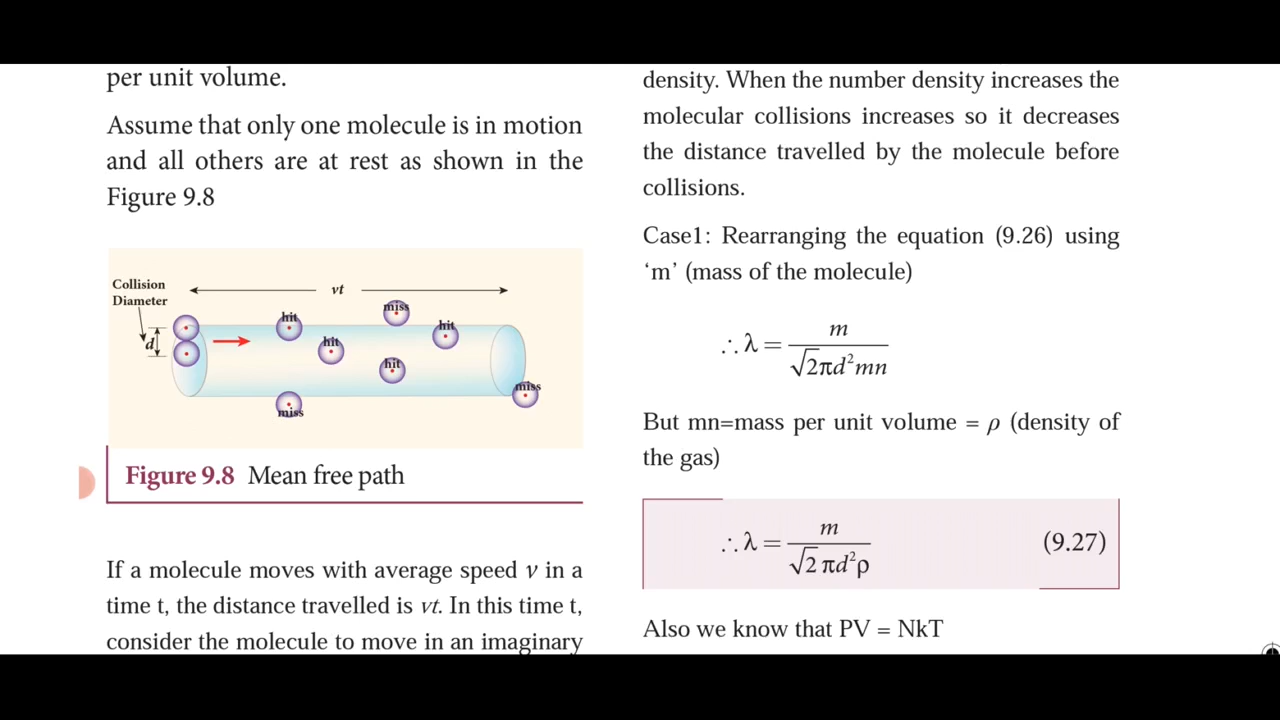 per unit volume.
Assume that only one molecule is in motion
and all others are at rest as shown in the
Figure 9.8
Collision
Diameter
vt
d
hit
miss
hit
hit
hit
miss
miss
Figure 9.8 Mean free path
If a molecule moves with average speed v in a
time t, the distance travelled is vt. In this time t,
consider the molecule to move in an imaginary
density. When the number density increases the
molecular collisions increases so it decreases
the distance travelled by the molecule before
collisions.
Case1: Rearranging the equation (9.26) using
‘m’ (mass of the molecule)
∴ λ = m / √2πd²mn
But mn=mass per unit volume = ρ (density of
the gas)
∴ λ = m / √2 πd²ρ (9.27)
Also we know that PV = NkT